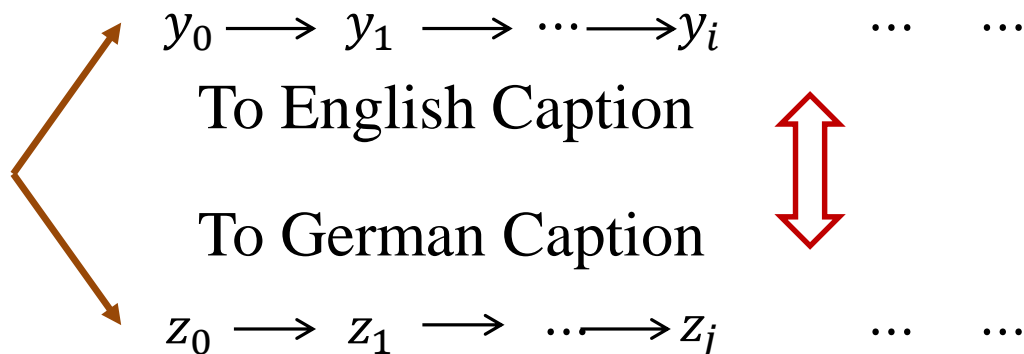 y₀ → y₁ → ⋯ → yᵢ ⋯ ⋯
To English Caption
To German Caption
z₀ → z₁ → ⋯ → zⱼ ⋯ ⋯